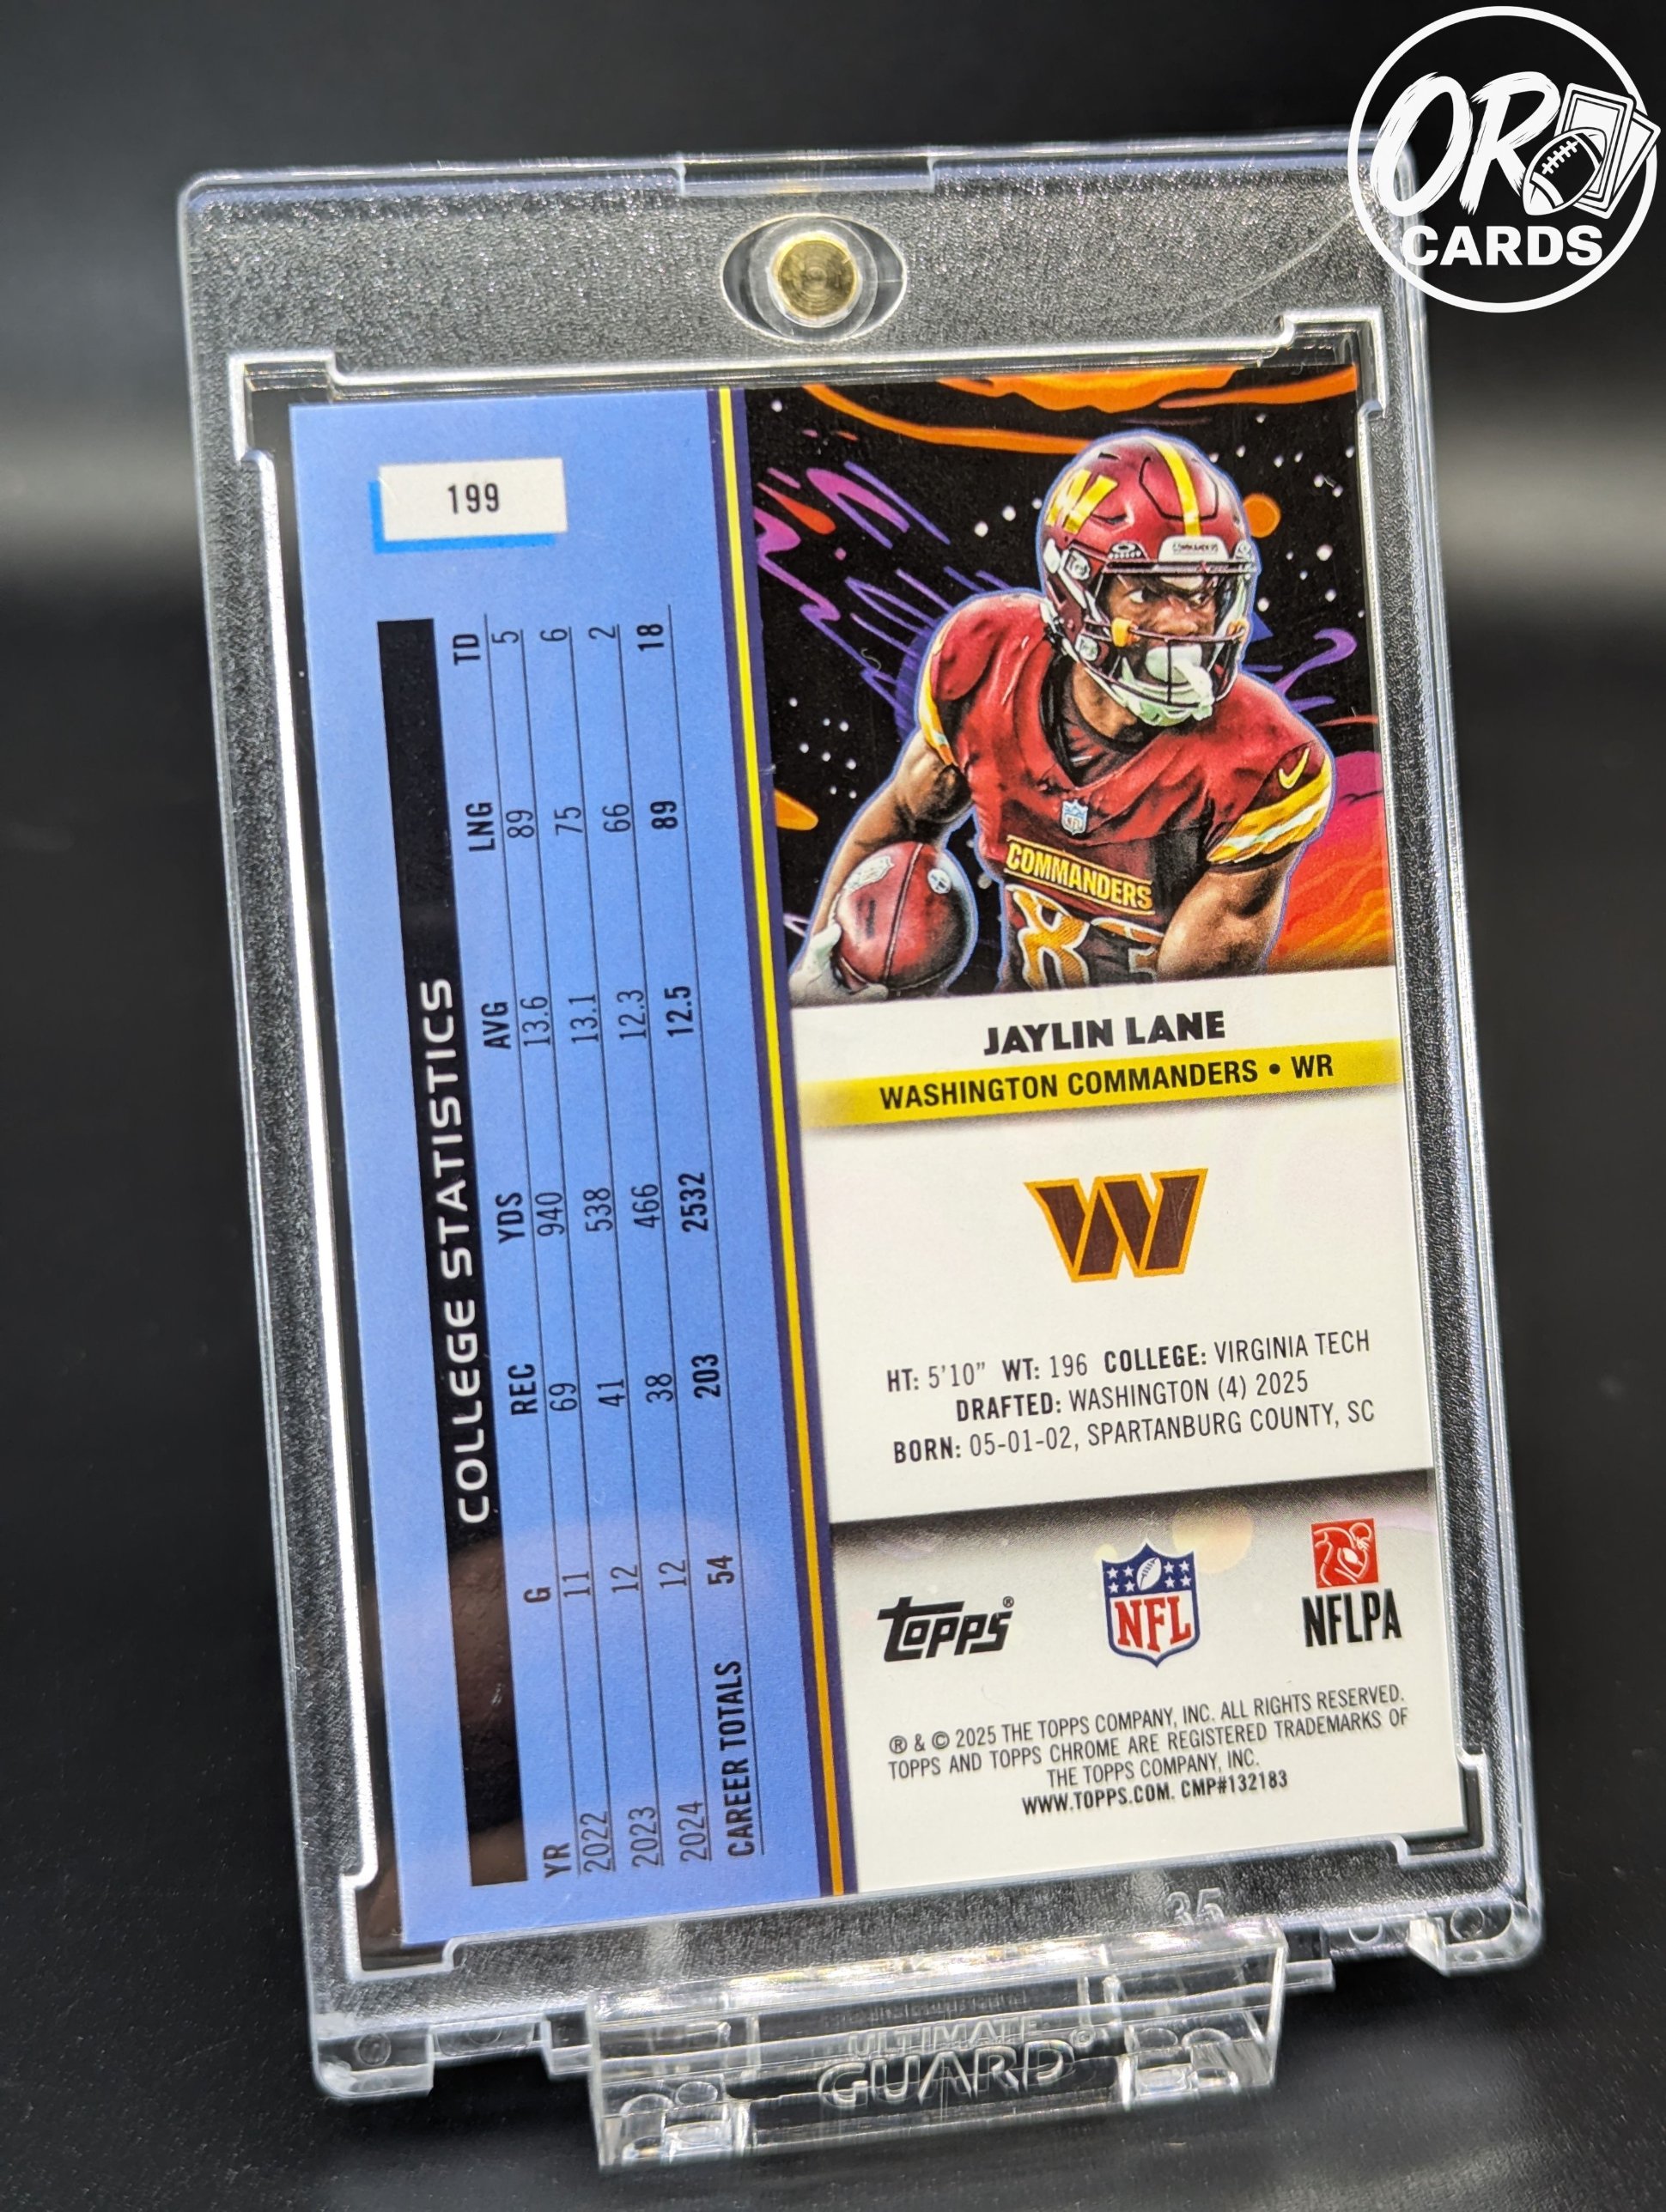 OR
CARDS
199
COLLEGE STATISTICS
YR G REC YDS AVG LNG TD
2022 11 69 940 13.6 89 5
2023 12 41 538 13.1 75 6
2024 12 38 466 12.3 66 2
CAREER TOTALS 54 203 2532 12.5 89 18
COMMANDERS
NFL
COMMANDERS
JAYLIN LANE
WASHINGTON COMMANDERS • WR
W
HT: 5'10" WT: 196 COLLEGE: VIRGINIA TECH
DRAFTED: WASHINGTON (4) 2025
BORN: 05-01-02, SPARTANBURG COUNTY, SC
topps®
NFL
NFLPA
® & © 2025 THE TOPPS COMPANY, INC. ALL RIGHTS RESERVED.
TOPPS AND TOPPS CHROME ARE REGISTERED TRADEMARKS OF
THE TOPPS COMPANY, INC.
WWW.TOPPS.COM. CMP#132183
35
ULTIMATE
GUARD®